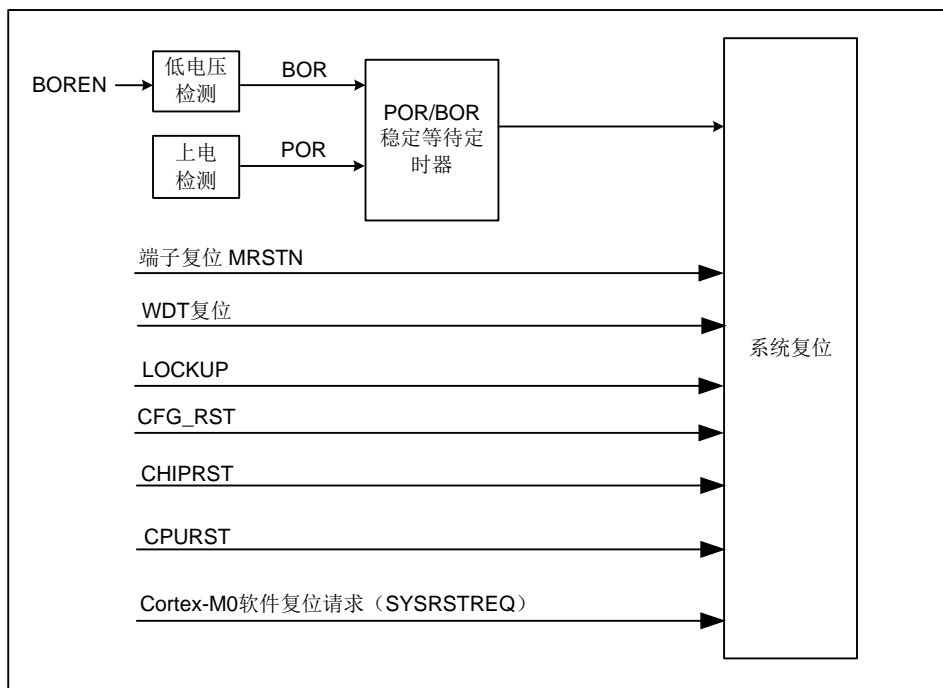 BOREN
低电压
检测
BOR
上电
检测
POR
POR/BOR
稳定等待定
时器
端子复位 MRSTN
WDT复位
LOCKUP
CFG_RST
CHIPRST
CPURST
Cortex-M0软件复位请求（SYSRSTREQ）
系统复位